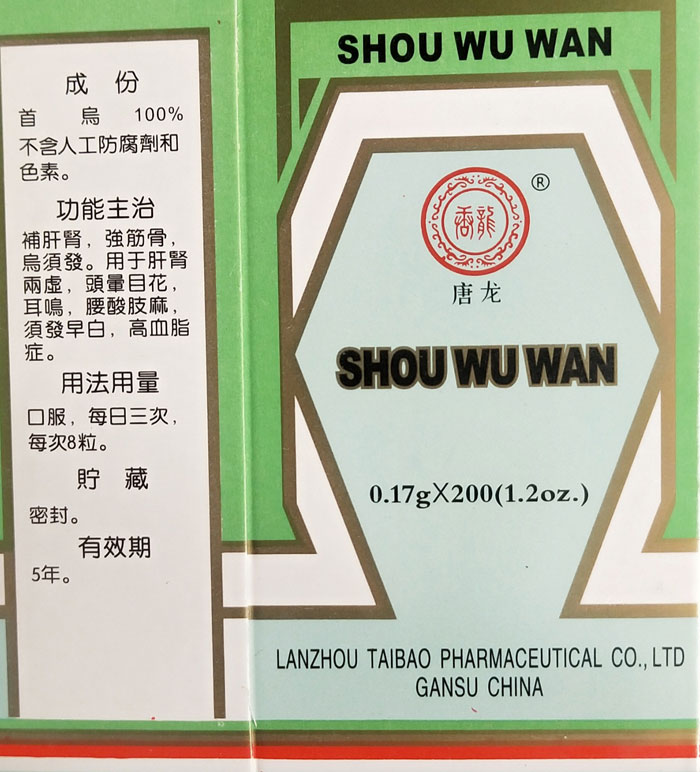 成 份
首 烏 100%
不含人工防腐劑和
色素。
功能主治
補肝腎，強筋骨，
烏須發。用于肝腎
兩虛，頭暈目花，
耳鳴，腰酸肢麻，
須發早白，高血脂
症。
用法用量
口服，每日三次，
每次8粒。
貯 藏
密封。
有效期
5年。
SHOU WU WAN
®
唐龙
SHOU WU WAN
0.17gX200(1.2oz.)
LANZHOU TAIBAO PHARMACEUTICAL CO., LTD
GANSU CHINA